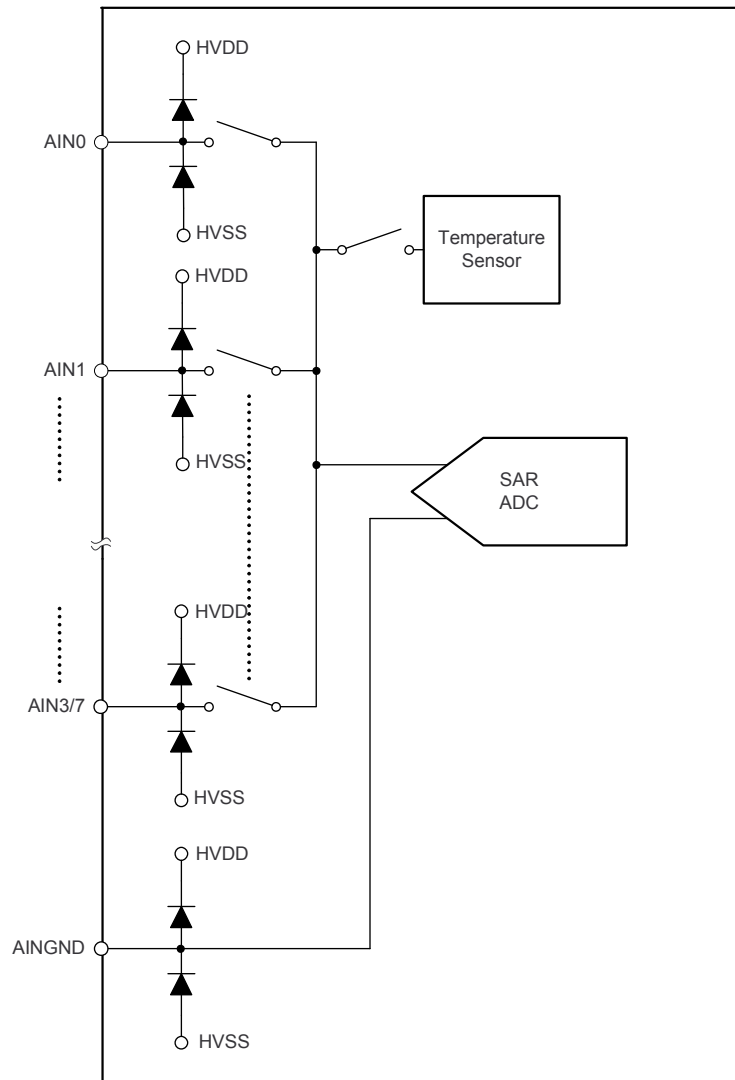 HVDD
AIN0
HVSS
Temperature
Sensor
HVDD
AIN1
HVSS
SAR
ADC
HVDD
AIN3/7
HVSS
HVDD
AINGND
HVSS